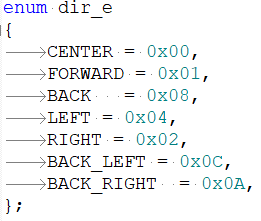 enum dir_e
{
CENTER = 0x00,
FORWARD = 0x01,
BACK  = 0x08,
LEFT = 0x04,
RIGHT = 0x02,
BACK_LEFT = 0x0C,
BACK_RIGHT  = 0x0A,
};